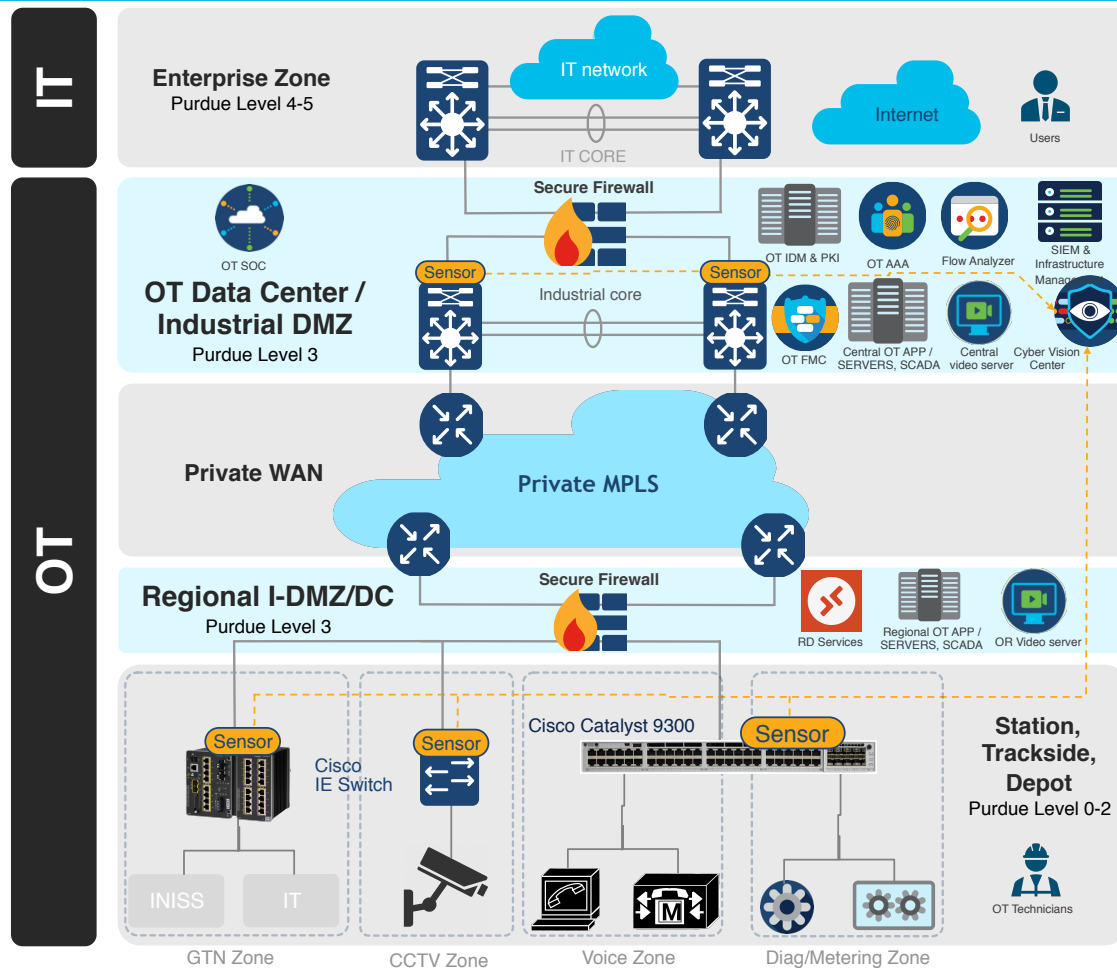 IT
Enterprise Zone
Purdue Level 4-5
IT network
IT CORE
Internet
Users
OT
OT SOC
OT Data Center /
Industrial DMZ
Purdue Level 3
Secure Firewall
Sensor
Sensor
Industrial core
OT IDM & PKI
OT AAA
Flow Analyzer
SIEM &
Infrastructure
OT FMC
Central OT APP /
SERVERS, SCADA
Central
video server
Cyber Vision
Center
Private WAN
Private MPLS
Regional I-DMZ/DC
Purdue Level 3
Secure Firewall
RD Services
Regional OT APP /
SERVERS, SCADA
OR Video server
Sensor
Cisco
IE Switch
Sensor
Cisco Catalyst 9300
Sensor
Station,
Trackside,
Depot
Purdue Level 0-2
INISS
IT
M
OT Technicians
GTN Zone
CCTV Zone
Voice Zone
Diag/Metering Zone